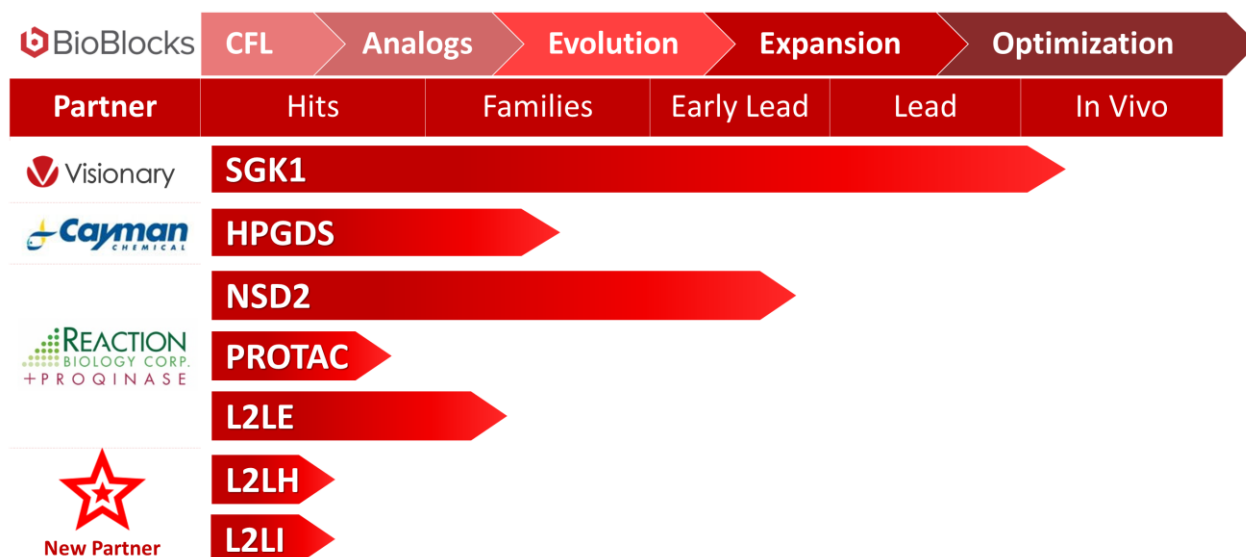 BioBlocks CFL Analogs Evolution Expansion Optimization
Partner Hits Families Early Lead Lead In Vivo
Visionary SGK1
Cayman HPGDS
CHEMICAL
NSD2
REACTION
BIOLOGY CORP.
+PROQINASE
PROTAC
L2LE
L2LH
New Partner
L2LI